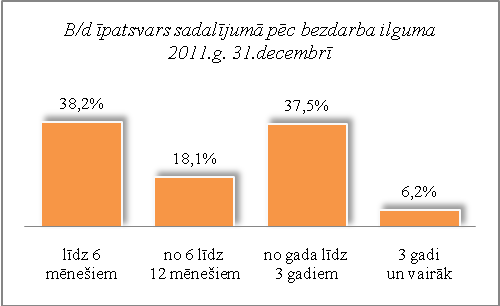 B/d īpatsvars sadalījumā pēc bezdarba ilguma
2011.g. 31.decembrī
38,2%
18,1%
37,5%
6,2%
līdz 6
mēnešiem
no 6 līdz
12 mēnešiem
no gada līdz
3 gadiem
3 gadi
un vairāk